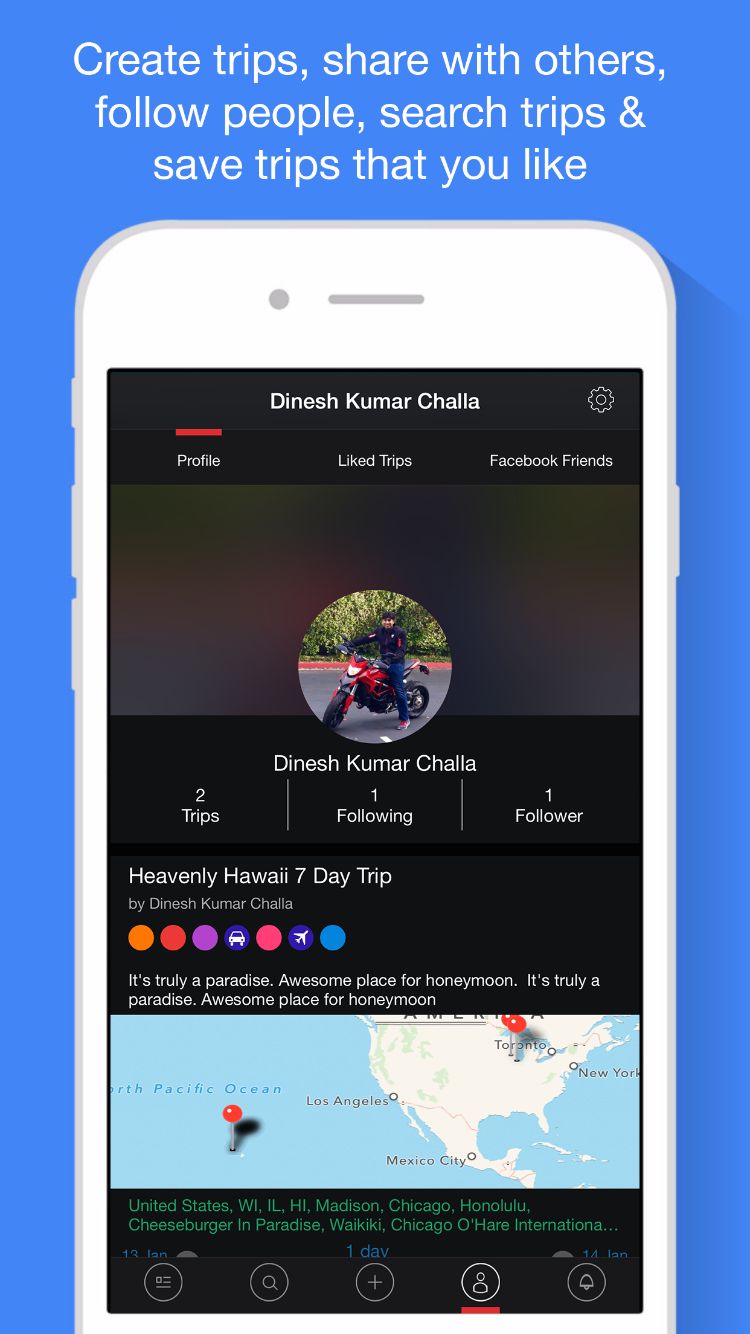 Create trips, share with others,
follow people, search trips &
save trips that you like
Dinesh Kumar Challa
Profile
Liked Trips
Facebook Friends
Dinesh Kumar Challa
2
Trips
1
Following
1
Follower
Heavenly Hawaii 7 Day Trip
by Dinesh Kumar Challa
It's truly a paradise. Awesome place for honeymoon.  It's truly a
paradise. Awesome place for honeymoon
AMERICA
Toronto
New York
orth Pacific Ocean
Los Angeles
Mexico City
United States, WI, IL, HI, Madison, Chicago, Honolulu,
Cheeseburger In Paradise, Waikiki, Chicago O'Hare Internationa...
13 Jan
1 day
14 Jan